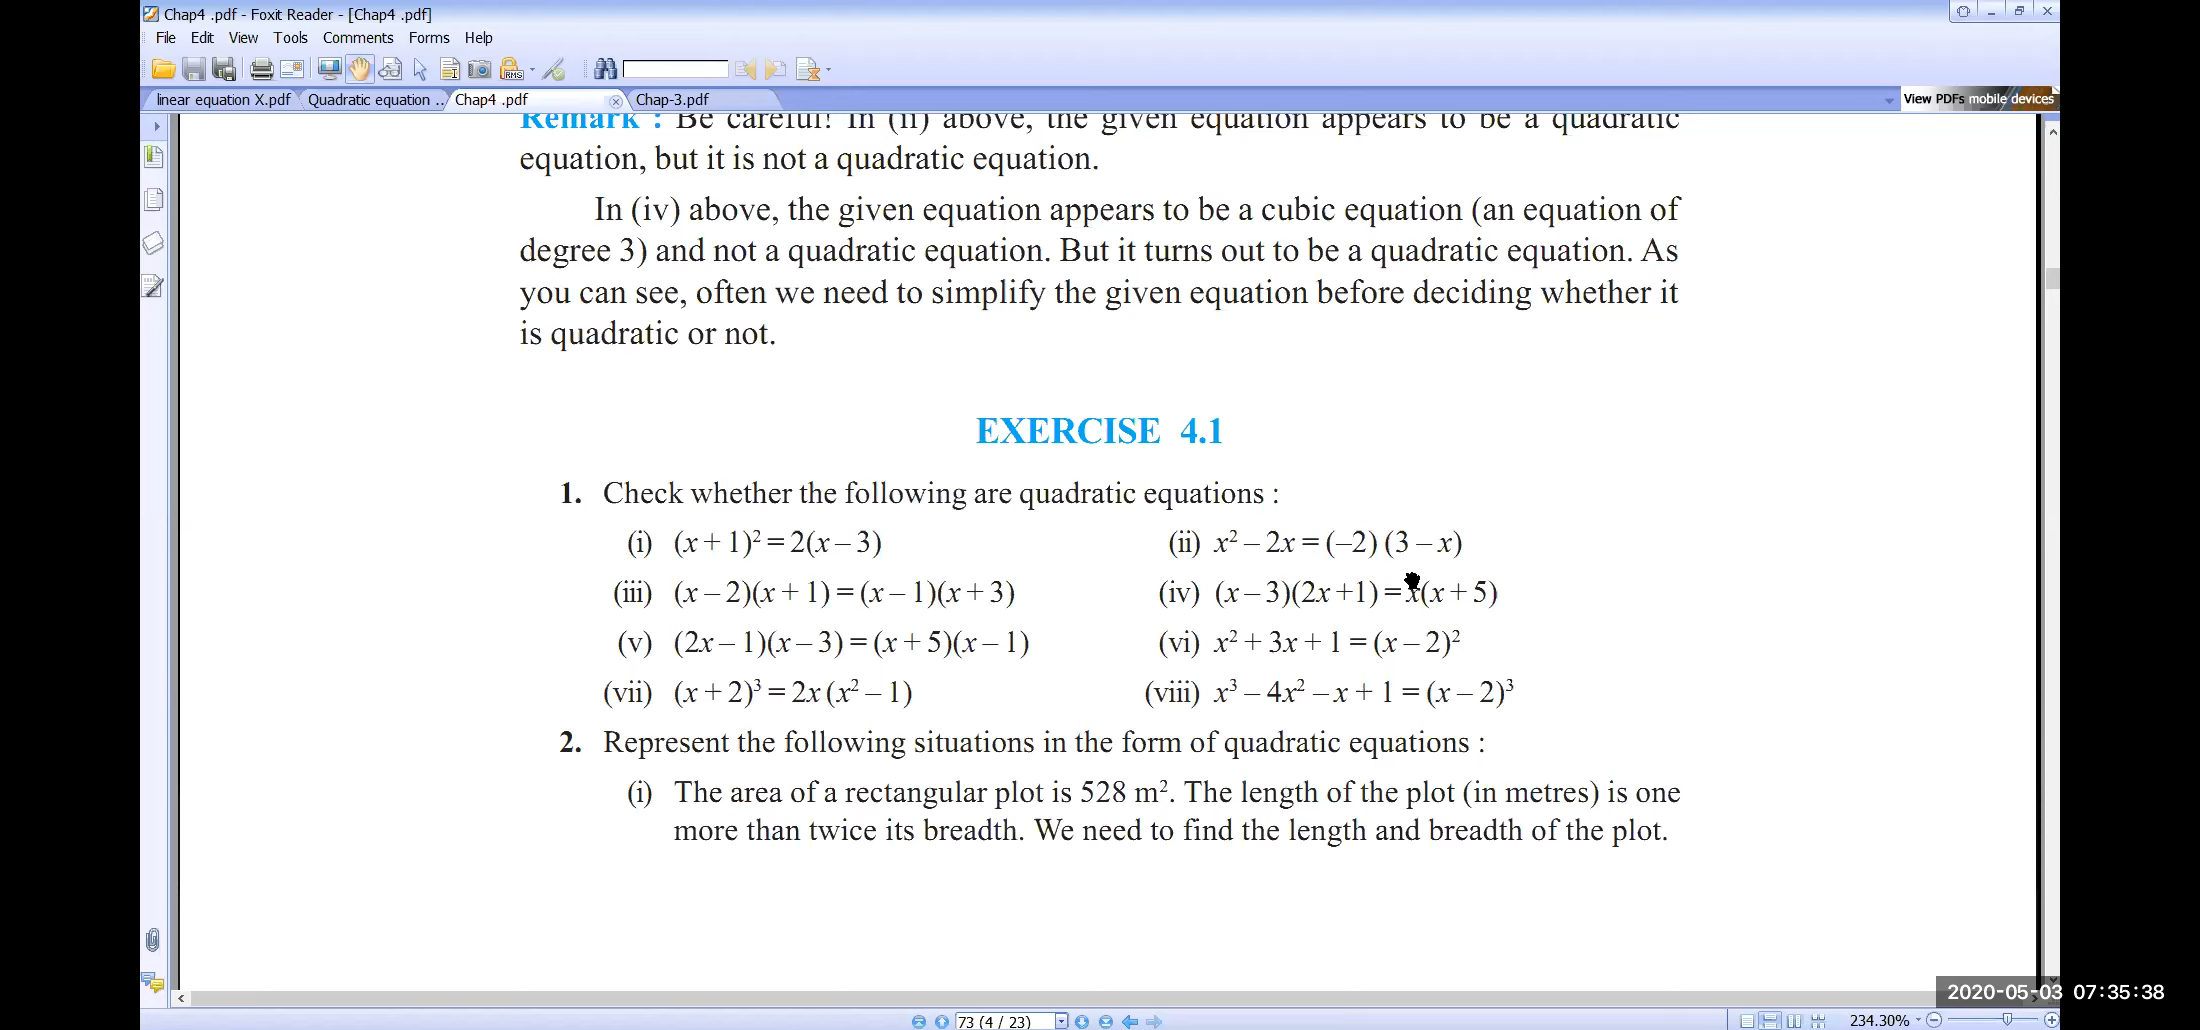 Chap4 .pdf - Foxit Reader - [Chap4 .pdf]
File Edit View Tools Comments Forms Help
RMS
linear equation X.pdf Quadratic equation .. Chap4 .pdf Chap-3.pdf View PDFs mobile devices
Remark : Be careful! In (ii) above, the given equation appears to be a quadratic
equation, but it is not a quadratic equation.
In (iv) above, the given equation appears to be a cubic equation (an equation of
degree 3) and not a quadratic equation. But it turns out to be a quadratic equation. As
you can see, often we need to simplify the given equation before deciding whether it
is quadratic or not.
EXERCISE 4.1
1. Check whether the following are quadratic equations :
(i) (x + 1)² = 2(x – 3) (ii) x² – 2x = (–2) (3 – x)
(iii) (x – 2)(x + 1) = (x – 1)(x + 3) (iv) (x – 3)(2x +1) = x(x + 5)
(v) (2x – 1)(x – 3) = (x + 5)(x – 1) (vi) x² + 3x + 1 = (x – 2)²
(vii) (x + 2)³ = 2x (x² – 1) (viii) x³ – 4x² – x + 1 = (x – 2)³
2. Represent the following situations in the form of quadratic equations :
(i) The area of a rectangular plot is 528 m². The length of the plot (in metres) is one
more than twice its breadth. We need to find the length and breadth of the plot.
2020-05-03 07:35:38
73 (4 / 23) 234.30%